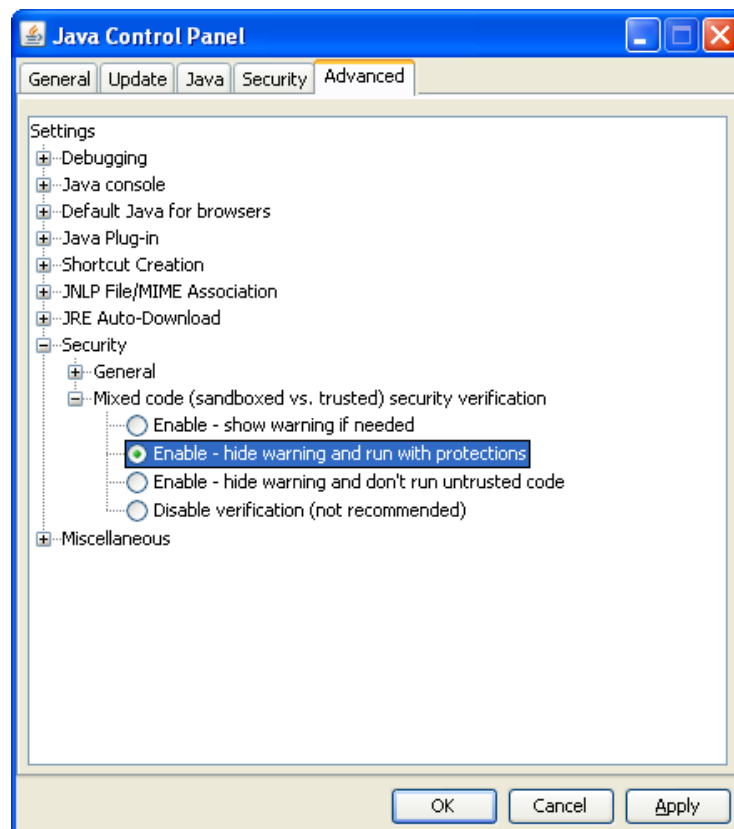 Java Control Panel
General Update Java Security Advanced
Settings
Debugging
Java console
Default Java for browsers
Java Plug-in
Shortcut Creation
JNLP File/MIME Association
JRE Auto-Download
Security
General
Mixed code (sandboxed vs. trusted) security verification
Enable - show warning if needed
Enable - hide warning and run with protections
Enable - hide warning and don't run untrusted code
Disable verification (not recommended)
Miscellaneous
OK Cancel Apply